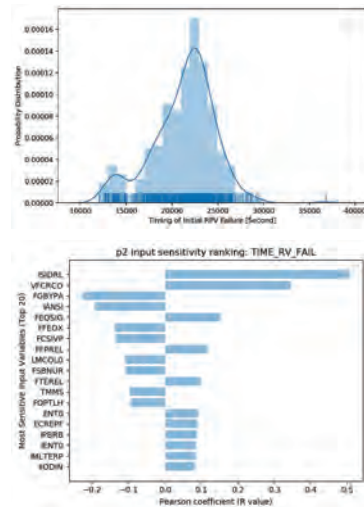 0.00016
0.00014
0.00012
0.00010
0.00008
0.00006
0.00004
0.00002
0.00000
Probability Distribution
10000 15000 20000 25000 30000 35000 40000
Timing of Initial RPV Failure [Second]
p2 input sensitivity ranking: TIME_RV_FAIL
Most Sensitive Input Variables (Top 20)
ISIDRL
VFCRCO
FGBYPA
IANSI
FEQSIG
FFEDX
FCSIVP
FFPREL
LMCOL0
FSBNUR
FTEREL
TMMS
FOPTLH
ENT0
ECREPF
IPBRB
IENT0
IMLTERP
XODIN
−0.2 −0.1 0.0 0.1 0.2 0.3 0.4 0.5
Pearson coefficient (R value)